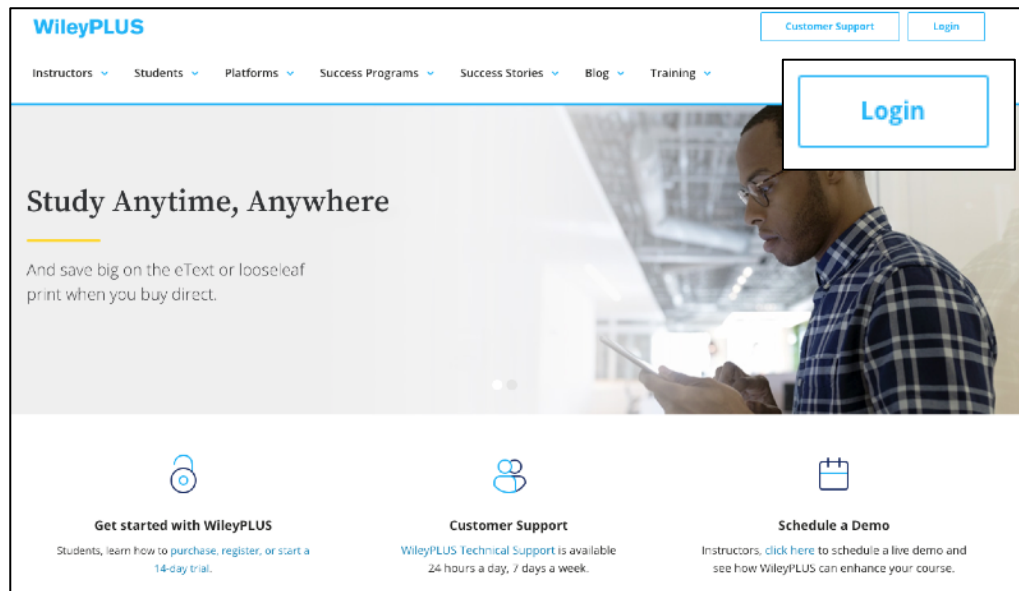 WileyPLUS
Customer Support
Login
Instructors
Students
Platforms
Success Programs
Success Stories
Blog
Training
Login
Study Anytime, Anywhere
And save big on the eText or looseleaf
print when you buy direct.
Get started with WileyPLUS
Students, learn how to purchase, register, or start a
14-day trial.
Customer Support
WileyPLUS Technical Support is available
24 hours a day, 7 days a week.
Schedule a Demo
Instructors, click here to schedule a live demo and
see how WileyPLUS can enhance your course.